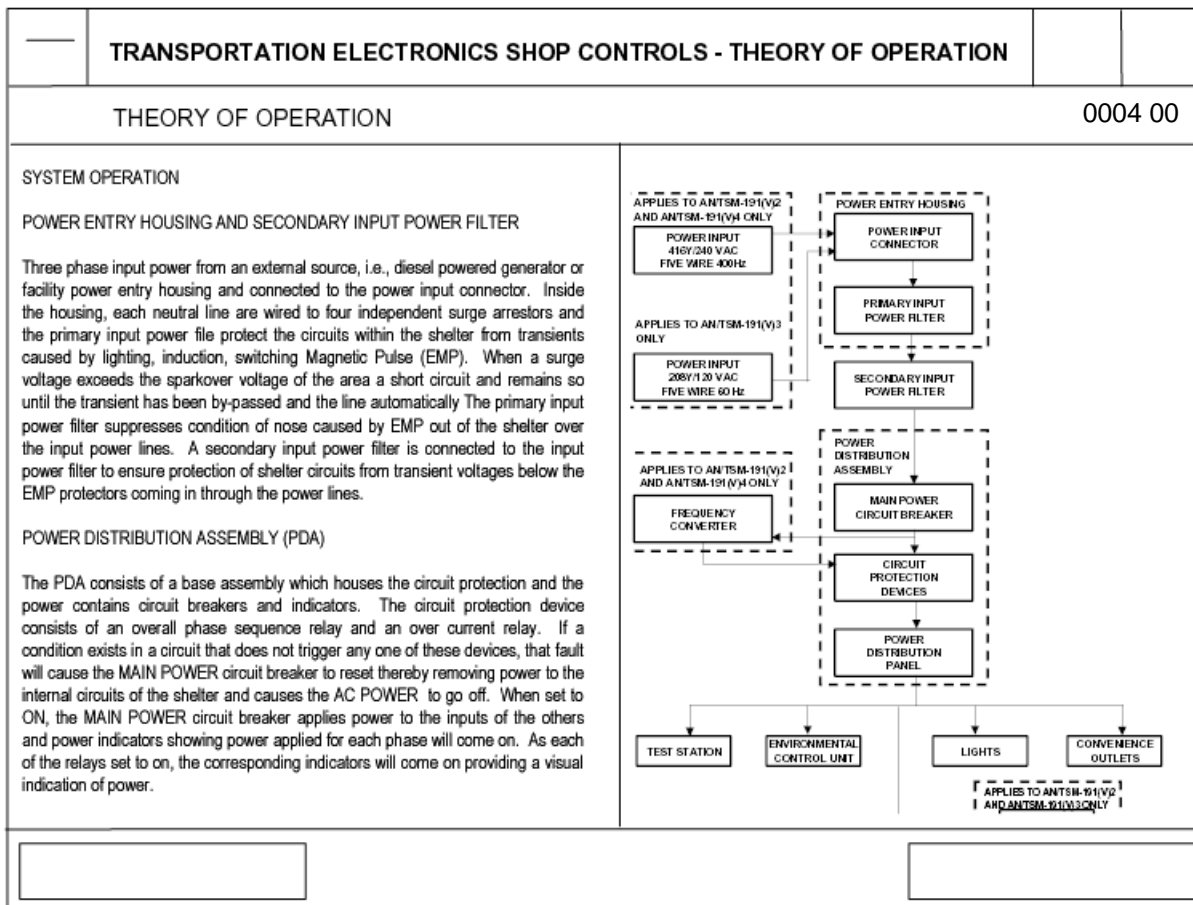 TRANSPORTATION ELECTRONICS SHOP CONTROLS - THEORY OF OPERATION
THEORY OF OPERATION
0004 00
SYSTEM OPERATION
POWER ENTRY HOUSING AND SECONDARY INPUT POWER FILTER
Three phase input power from an external source, i.e., diesel powered generator or
facility power entry housing and connected to the power input connector. Inside
the housing, each neutral line are wired to four independent surge arrestors and
the primary input power file protect the circuits within the shelter from transients
caused by lighting, induction, switching Magnetic Pulse (EMP). When a surge
voltage exceeds the sparkover voltage of the area a short circuit and remains so
until the transient has been by-passed and the line automatically The primary input
power filter suppresses condition of nose caused by EMP out of the shelter over
the input power lines. A secondary input power filter is connected to the input
power filter to ensure protection of shelter circuits from transient voltages below the
EMP protectors coming in through the power lines.
POWER DISTRIBUTION ASSEMBLY (PDA)
The PDA consists of a base assembly which houses the circuit protection and the
power contains circuit breakers and indicators. The circuit protection device
consists of an overall phase sequence relay and an over current relay. If a
condition exists in a circuit that does not trigger any one of these devices, that fault
will cause the MAIN POWER circuit breaker to reset thereby removing power to the
internal circuits of the shelter and causes the AC POWER to go off. When set to
ON, the MAIN POWER circuit breaker applies power to the inputs of the others
and power indicators showing power applied for each phase will come on. As each
of the relays set to on, the corresponding indicators will come on providing a visual
indication of power.
APPLIES TO AN/TSM-191(V)2
AND AN/TSM-191(V)4 ONLY
POWER INPUT
416Y/240 VAC
FIVE WIRE 400Hz
POWER ENTRY HOUSING
POWER INPUT
CONNECTOR
PRIMARY INPUT
POWER FILTER
APPLIES TO AN/TSM-191(V)3
ONLY
POWER INPUT
208Y/120 VAC
FIVE WIRE 60 Hz
SECONDARY INPUT
POWER FILTER
POWER
DISTRIBUTION
ASSEMBLY
APPLIES TO AN/TSM-191(V)2
AND AN/TSM-191(V)4 ONLY
FREQUENCY
CONVERTER
MAIN POWER
CIRCUIT BREAKER
CIRCUIT
PROTECTION
DEVICES
POWER
DISTRIBUTION
PANEL
TEST STATION
ENVIRONMENTAL
CONTROL UNIT
LIGHTS
CONVENIENCE
OUTLETS
APPLIES TO AN/TSM-191(V)2
AND AN/TSM-191(V)3 ONLY